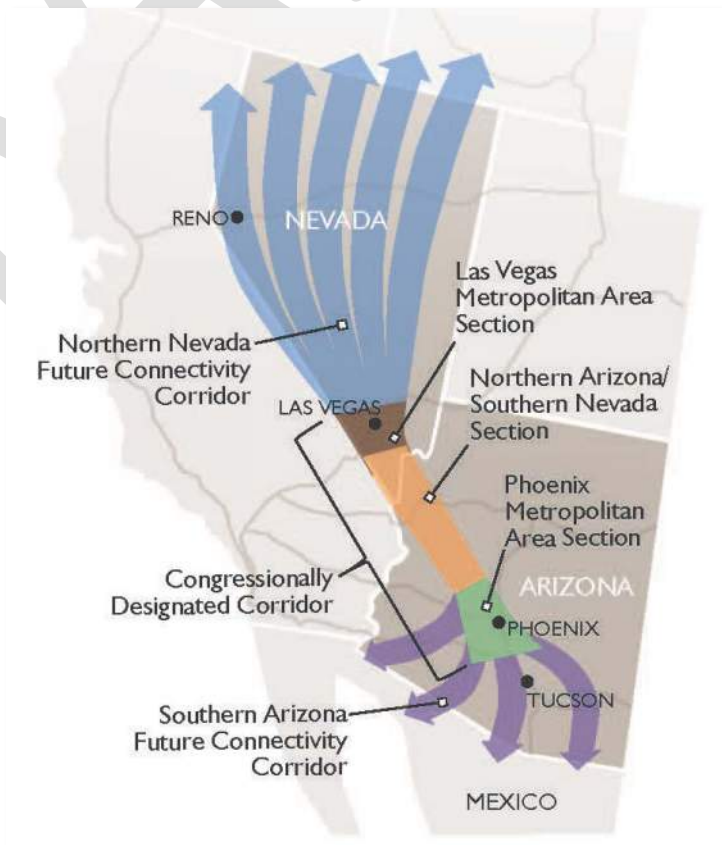 RENO
NEVADA
Las Vegas
Metropolitan Area
Section
Northern Nevada
Future Connectivity
Corridor
Northern Arizona/
Southern Nevada
Section
LAS VEGAS
Phoenix
Metropolitan
Area Section
Congressionally
Designated Corridor
ARIZONA
PHOENIX
TUCSON
Southern Arizona
Future Connectivity
Corridor
MEXICO